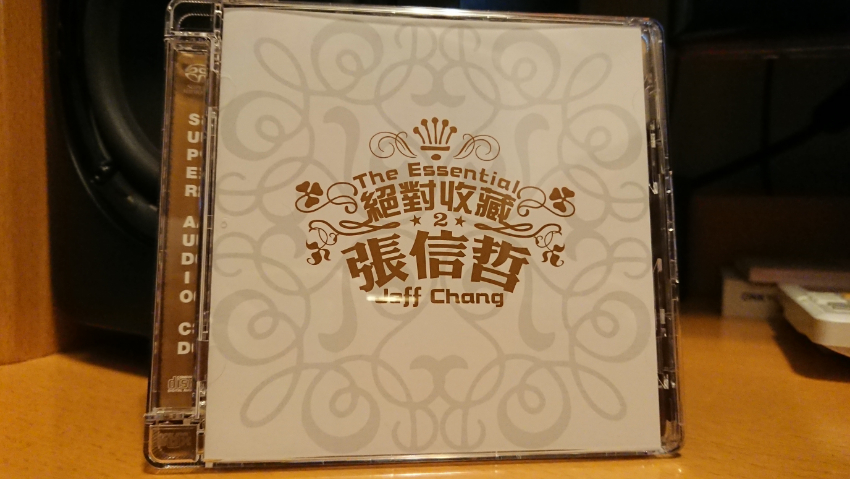 The Essential
絕對收藏
★ 2 ★
張信哲
Jeff Chang
SUPER
AUDIO
CD